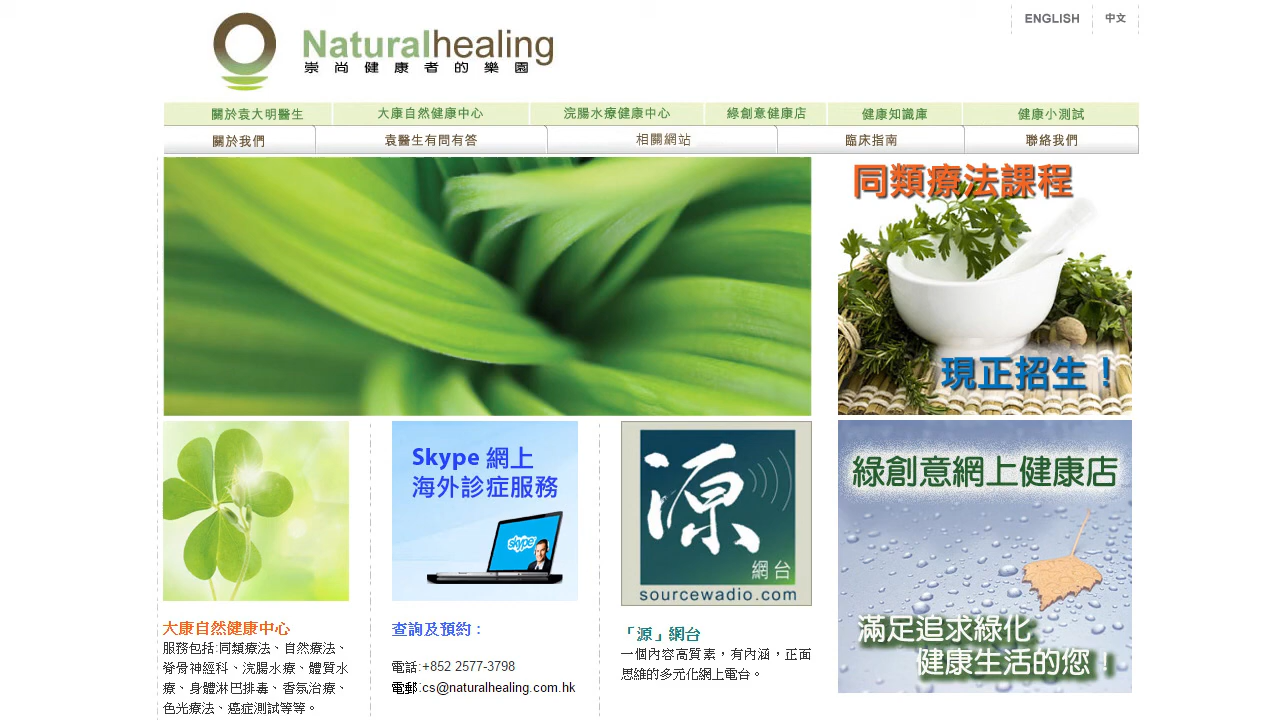 ENGLISH 中文
Naturalhealing
崇尚健康者的樂園
關於袁大明醫生 大康自然健康中心 浣腸水療健康中心 綠創意健康店 健康知識庫 健康小測試
關於我們 袁醫生有問有答 相關網站 臨床指南 聯絡我們
同類療法課程
現正招生！
Skype 網上
海外診症服務
skype
源
網台
sourcewadio.com
綠創意網上健康店
滿足追求綠化
健康生活的您！
大康自然健康中心
服務包括:同類療法、自然療法、
脊骨神經科、浣腸水療、體質水
療、身體淋巴排毒、香氛治療、
色光療法、癌症測試等等。
查詢及預約：
電話:+852 2577-3798
電郵:cs@naturalhealing.com.hk
「源」網台
一個內容高質素，有內涵，正面
思維的多元化網上電台。